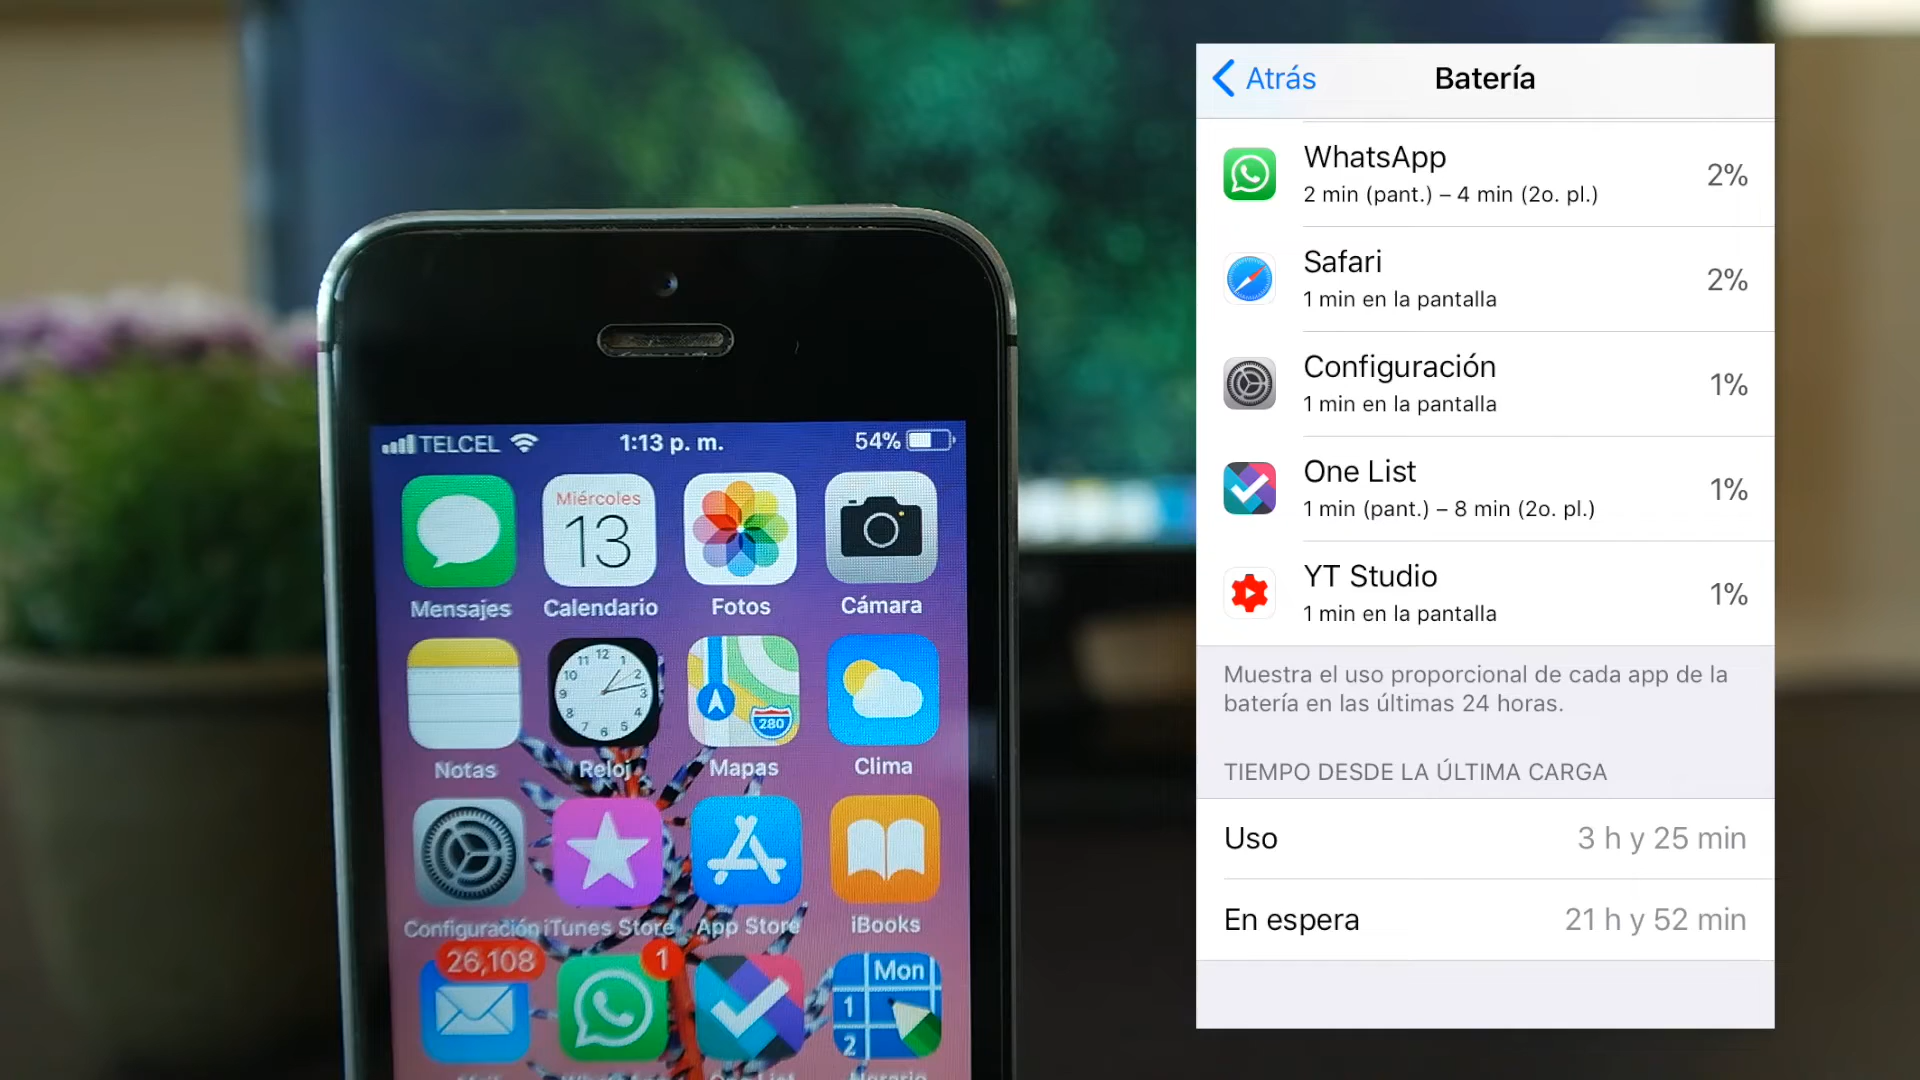 TELCEL 1:13 p. m. 54%
Miércoles
13
Mensajes Calendario Fotos Cámara
12
11 1
10 2
9 3
8 4
7 5
6
280
Notas Reloj Mapas Clima
Configuración iTunes Store App Store iBooks
26,108 1
Mon
1
2
One List Horario
Atrás Batería
WhatsApp
2 min (pant.) – 4 min (2o. pl.) 2%
Safari
1 min en la pantalla 2%
Configuración
1 min en la pantalla 1%
One List
1 min (pant.) – 8 min (2o. pl.) 1%
YT Studio
1 min en la pantalla 1%
Muestra el uso proporcional de cada app de la
batería en las últimas 24 horas.
TIEMPO DESDE LA ÚLTIMA CARGA
Uso 3 h y 25 min
En espera 21 h y 52 min